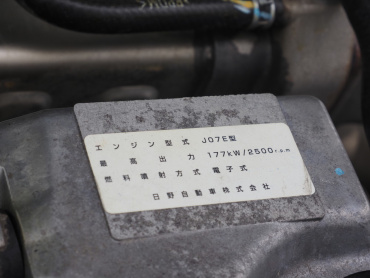 エンジン型式 J07E型
最高出力 177kW/2500r.p.m
燃料噴射方式 電子式
日野自動車株式会社